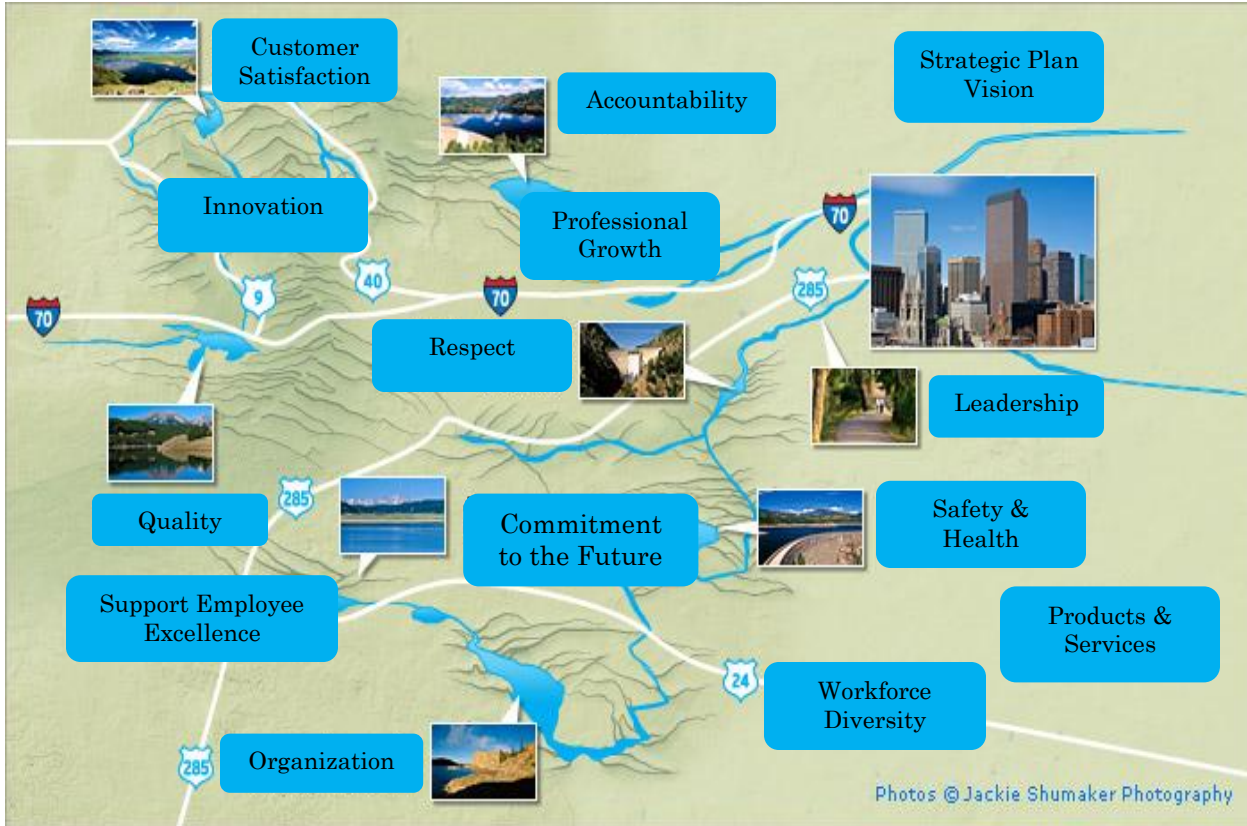 Customer
Satisfaction
Strategic Plan
Vision
Accountability
Innovation
Professional
Growth
70
285
40
9
70
70
Respect
Leadership
285
Quality
Commitment
to the Future
Safety &
Health
Support Employee
Excellence
Products &
Services
24
Workforce
Diversity
285
Organization
Photos © Jackie Shumaker Photography